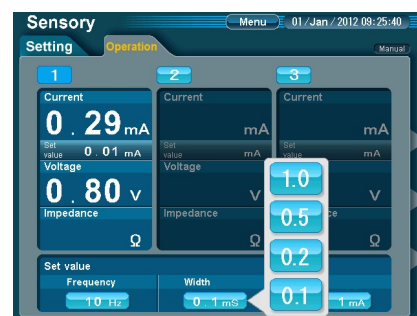 Sensory Menu 01 / Jan / 2012 09:25:40
Setting Operation Manual
1 2 3
Current Current Current
0.29 mA mA mA
Set value 0.01 mA Set value mA Set value mA
Voltage Voltage
0.80 V V V
1.0
Impedance Impedance ce
Ω Ω Ω
0.5
0.2
Set value
Frequency Width
10 Hz 0.1 mS 0.1 1 mA